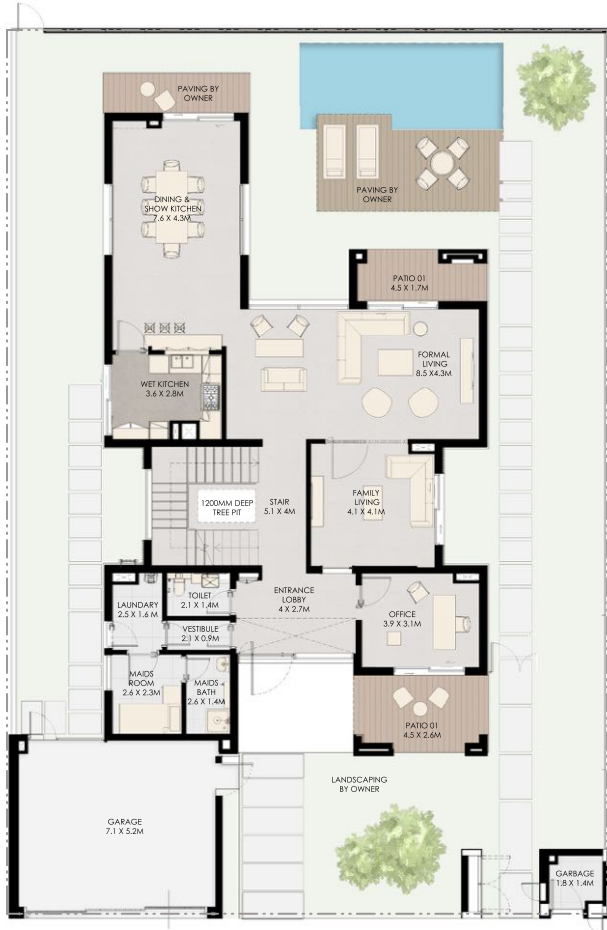 PAVING BY
OWNER
PAVING BY
OWNER
DINING &
SHOW KITCHEN
7.6 X 4.3M
PATIO 01
4.5 X 1.7M
FORMAL
LIVING
8.5 X4.3M
WET KITCHEN
3.6 X 2.8M
1200MM DEEP
TREE PIT
STAIR
5.1 X 4M
FAMILY
LIVING
4.1 X 4.1M
ENTRANCE
LOBBY
4 X 2.7M
TOILET
2.1 X 1.4M
LAUNDARY
2.5 X 1.6 M
OFFICE
3.9 X 3.1M
VESTIBULE
2.1 X 0.9M
MAIDS
ROOM
2.6 X 2.3M
MAIDS
BATH
2.6 X 1.4M
PATIO 01
4.5 X 2.6M
LANDSCAPING
BY OWNER
GARAGE
7.1 X 5.2M
GARBAGE
1.8 X 1.4M